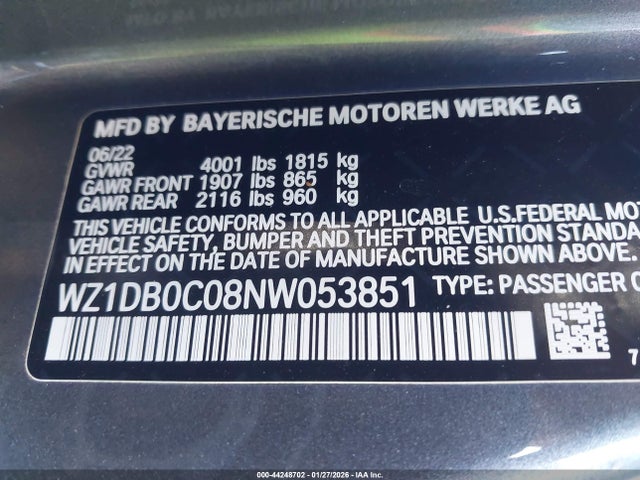 MFD BY BAYERISCHE MOTOREN WERKE AG
06/22
GVWR 4001 lbs 1815 kg
GAWR FRONT 1907 lbs 865 kg
GAWR REAR 2116 lbs 960 kg
THIS VEHICLE CONFORMS TO ALL APPLICABLE U.S.FEDERAL MOT
VEHICLE SAFETY, BUMPER AND THEFT PREVENTION STANDA
IN EFFECT ON THE DATE OF MANUFACTURE SHOWN ABOVE.
WZ1DB0C08NW053851 TYPE: PASSENGER C
7
000-44248702 - 01/27/2026 - IAA Corp.